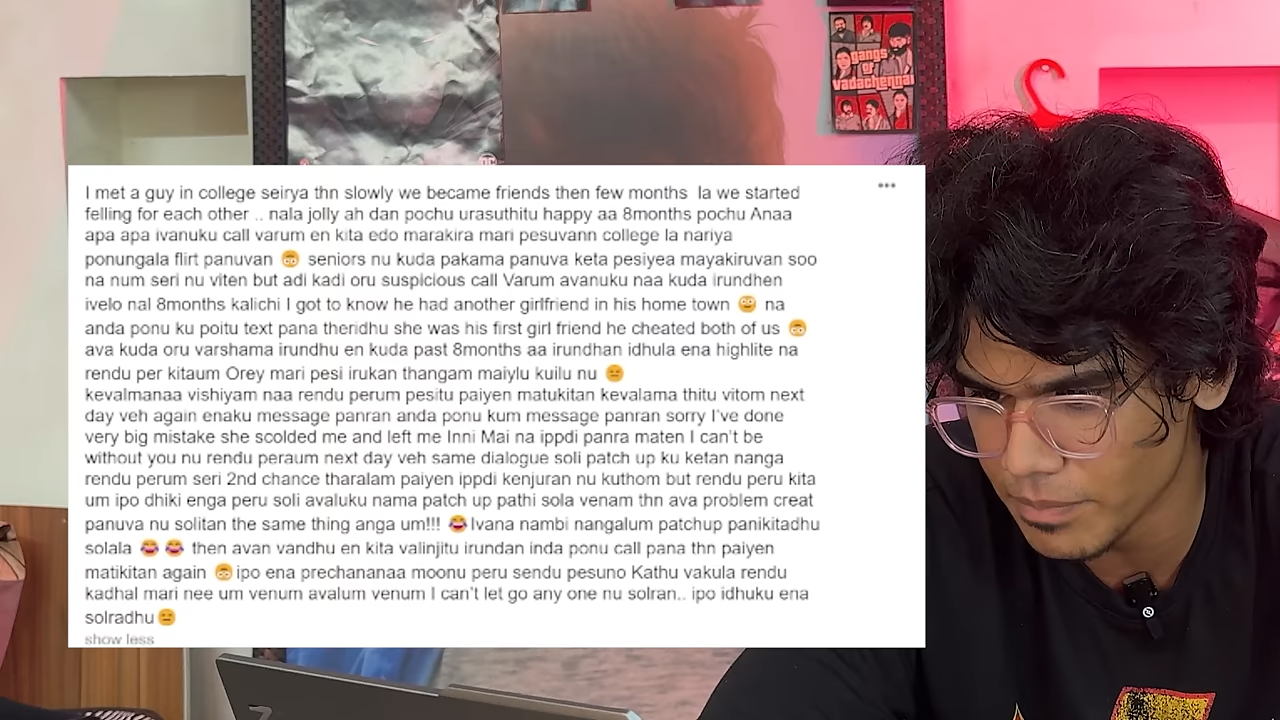 gangs
of
Vadachennai
DC
I met a guy in college seirya thn slowly we became friends then few months la we started
felling for each other .. nala jolly ah dan pochu urasuthitu happy aa 8months pochu Anaa
apa apa ivanuku call varum en kita edo marakira mari pesuvann college la nariya
ponungala flirt panuvan 😳 seniors nu kuda pakama panuva keta pesiyea mayakiruvan soo
na num seri nu viten but adi kadi oru suspicious call Varum avanuku naa kuda irundhen
ivelo nal 8months kalichi I got to know he had another girlfriend in his home town 🙂 na
anda ponu ku poitu text pana theridhu she was his first girl friend he cheated both of us 😳
ava kuda oru varshama irundhu en kuda past 8months aa irundhan idhula ena highlite na
rendu per kitaum Orey mari pesi irukan thangam maiylu kuilu nu 😑
kevalmanaa vishiyam naa rendu perum pesitu paiyen matukitan kevalama thitu vitom next
day veh again enaku message panran anda ponu kum message panran sorry I've done
very big mistake she scolded me and left me Inni Mai na ippdi panra maten I can't be
without you nu rendu peraum next day veh same dialogue soli patch up ku ketan nanga
rendu perum seri 2nd chance tharalam paiyen ippdi kenjuran nu kuthom but rendu peru kita
um ipo dhiki enga peru soli avaluku nama patch up pathi sola venam thn ava problem creat
panuva nu solitan the same thing anga um!!! 😂Ivana nambi nangalum patchup panikitadhu
solala 😂 😂 then avan vandhu en kita valinjitu irundan inda ponu call pana thn paiyen
matikitan again 😳ipo ena prechananaa moonu peru sendu pesuno Kathu vakula rendu
kadhal mari nee um venum avalum venum I can't let go any one nu solran.. ipo idhuku ena
solradhu😑
show less